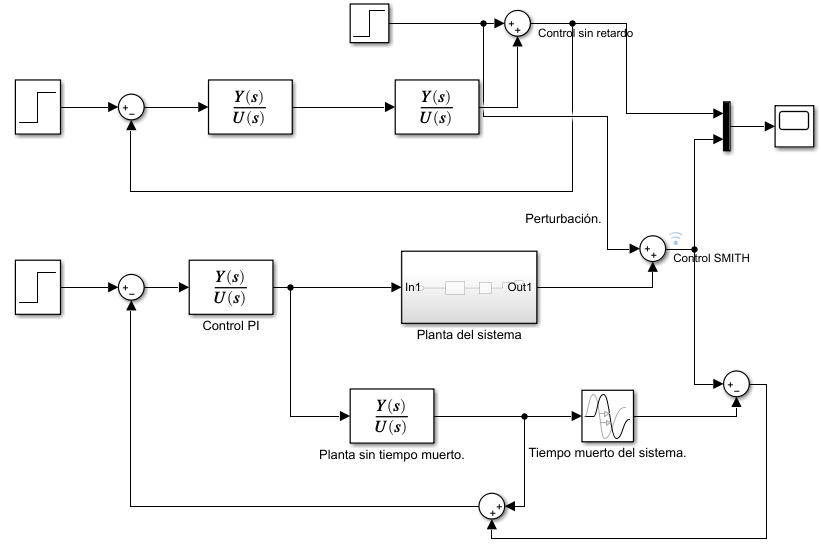 Control sin retardo
Y(s)
U(s)
Y(s)
U(s)
Perturbación.
Control SMITH
Y(s)
U(s)
Control PI
In1
Out1
Planta del sistema
Y(s)
U(s)
Planta sin tiempo muerto.
Tiempo muerto del sistema.